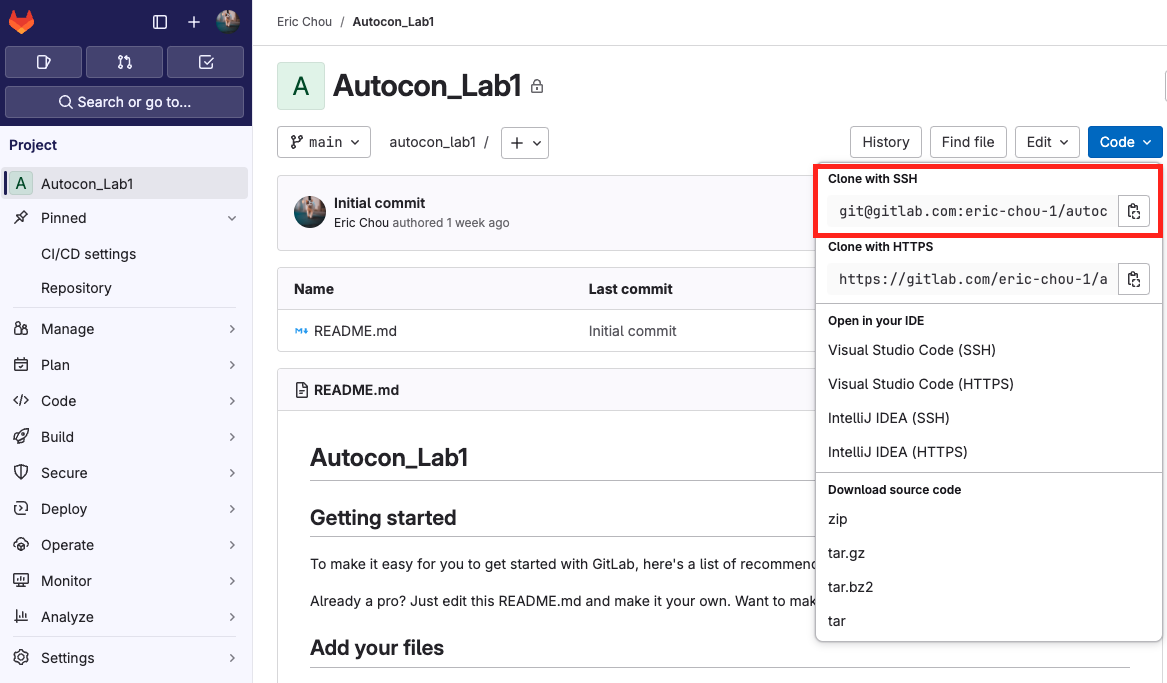 Eric Chou / Autocon_Lab1
Search or go to...
Project
A Autocon_Lab1
Pinned
CI/CD settings
Repository
Manage
Plan
Code
Build
Secure
Deploy
Operate
Monitor
Analyze
Settings
A Autocon_Lab1
main
autocon_lab1 /
History
Find file
Edit
Code
Initial commit
Eric Chou authored 1 week ago
Name Last commit
README.md Initial commit
README.md
Autocon_Lab1
Getting started
To make it easy for you to get started with GitLab, here's a list of recommenc
Already a pro? Just edit this README.md and make it your own. Want to mak
Add your files
Clone with SSH
git@gitlab.com:eric-chou-1/autoc
Clone with HTTPS
https://gitlab.com/eric-chou-1/a
Open in your IDE
Visual Studio Code (SSH)
Visual Studio Code (HTTPS)
IntelliJ IDEA (SSH)
IntelliJ IDEA (HTTPS)
Download source code
zip
tar.gz
tar.bz2
tar